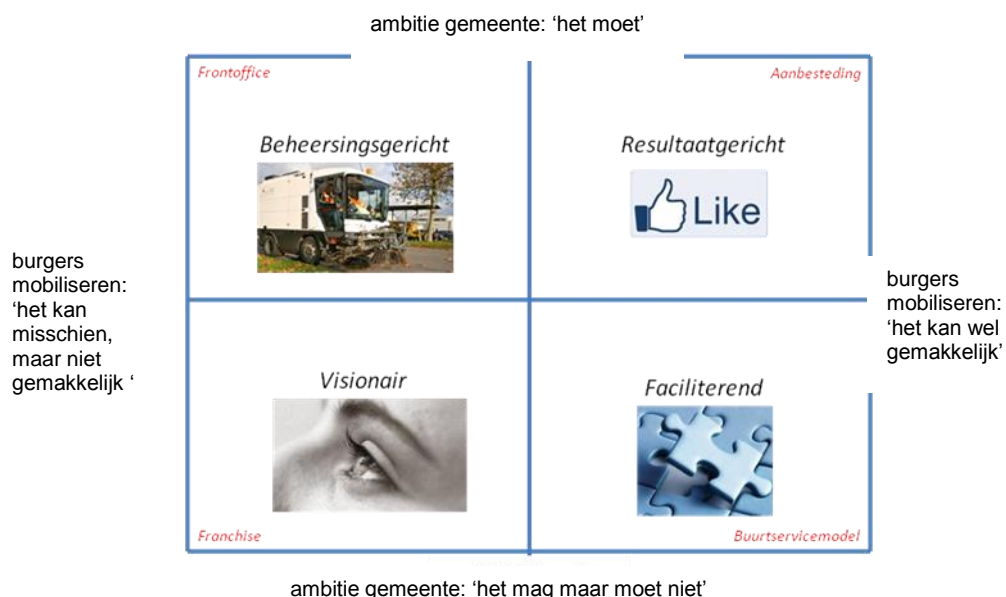 ambitie gemeente: ‘het moet’
Frontoffice
Aanbesteding
Beheersingsgericht
Resultaatgericht
Like
burgers
mobiliseren:
‘het kan
misschien,
maar niet
gemakkelijk ‘
burgers
mobiliseren:
‘het kan wel
gemakkelijk’
Visionair
Faciliterend
Franchise
Buurtservicemodel
ambitie gemeente: ‘het mag maar moet niet’